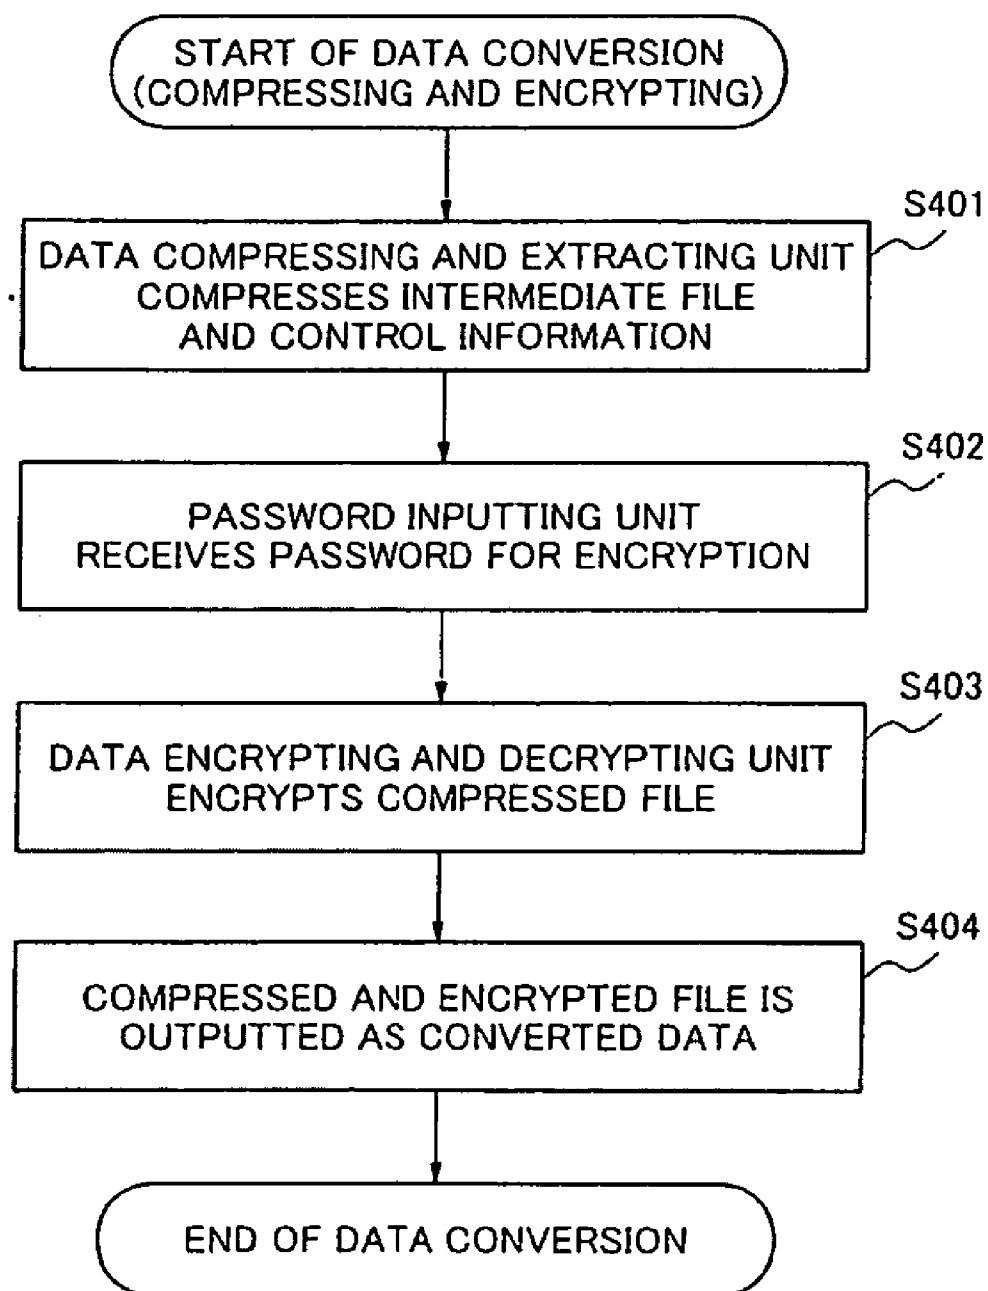 START OF DATA CONVERSION
(COMPRESSING AND ENCRYPTING)
S401
DATA COMPRESSING AND EXTRACTING UNIT
COMPRESSES INTERMEDIATE FILE
AND CONTROL INFORMATION
S402
PASSWORD INPUTTING UNIT
RECEIVES PASSWORD FOR ENCRYPTION
S403
DATA ENCRYPTING AND DECRYPTING UNIT
ENCRYPTS COMPRESSED FILE
S404
COMPRESSED AND ENCRYPTED FILE IS
OUTPUTTED AS CONVERTED DATA
END OF DATA CONVERSION